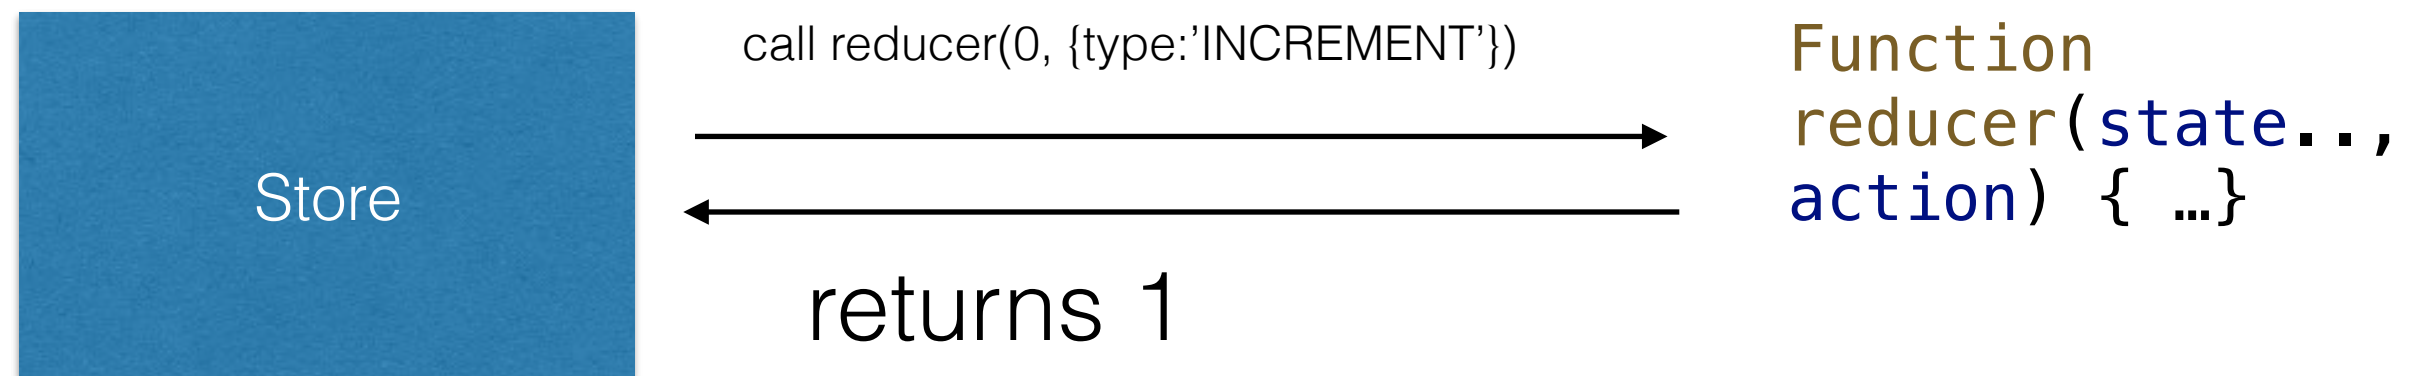 Store
call reducer(0, {type:’INCREMENT’})
returns 1
Function
reducer(state..,
action) { …}